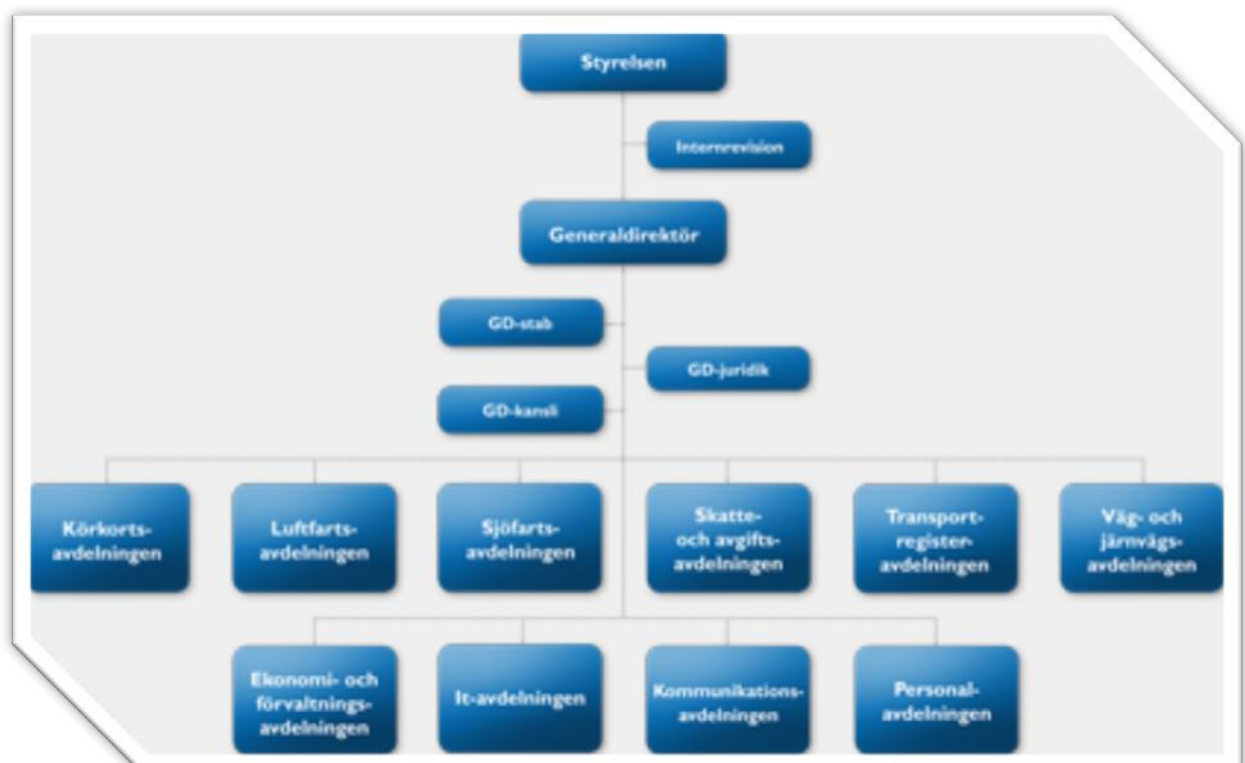 Styrelsen
Internrevision
Generaldirektör
GD-stab
GD-juridik
GD-kansli
Körkorts-
avdelningen
Luftfarts-
avdelningen
Sjöfarts-
avdelningen
Skatte-
och avgifts-
avdelningen
Transport-
register-
avdelningen
Väg- och
järnvägs-
avdelningen
Ekonomi- och
förvaltnings-
avdelningen
It-avdelningen
Kommunikations-
avdelningen
Personal-
avdelningen